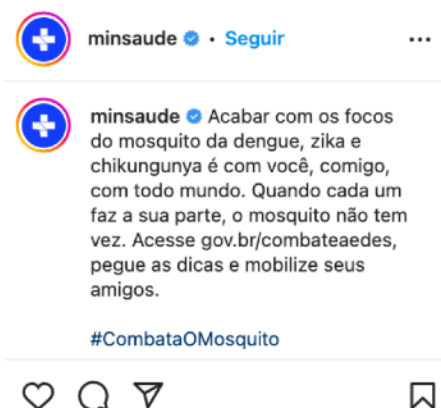 minsaude • Seguir
minsaude Acabar com os focos
do mosquito da dengue, zika e
chikungunya é com você, comigo,
com todo mundo. Quando cada um
faz a sua parte, o mosquito não tem
vez. Acesse gov.br/combateaedes,
pegue as dicas e mobilize seus
amigos.
#CombataOMosquito